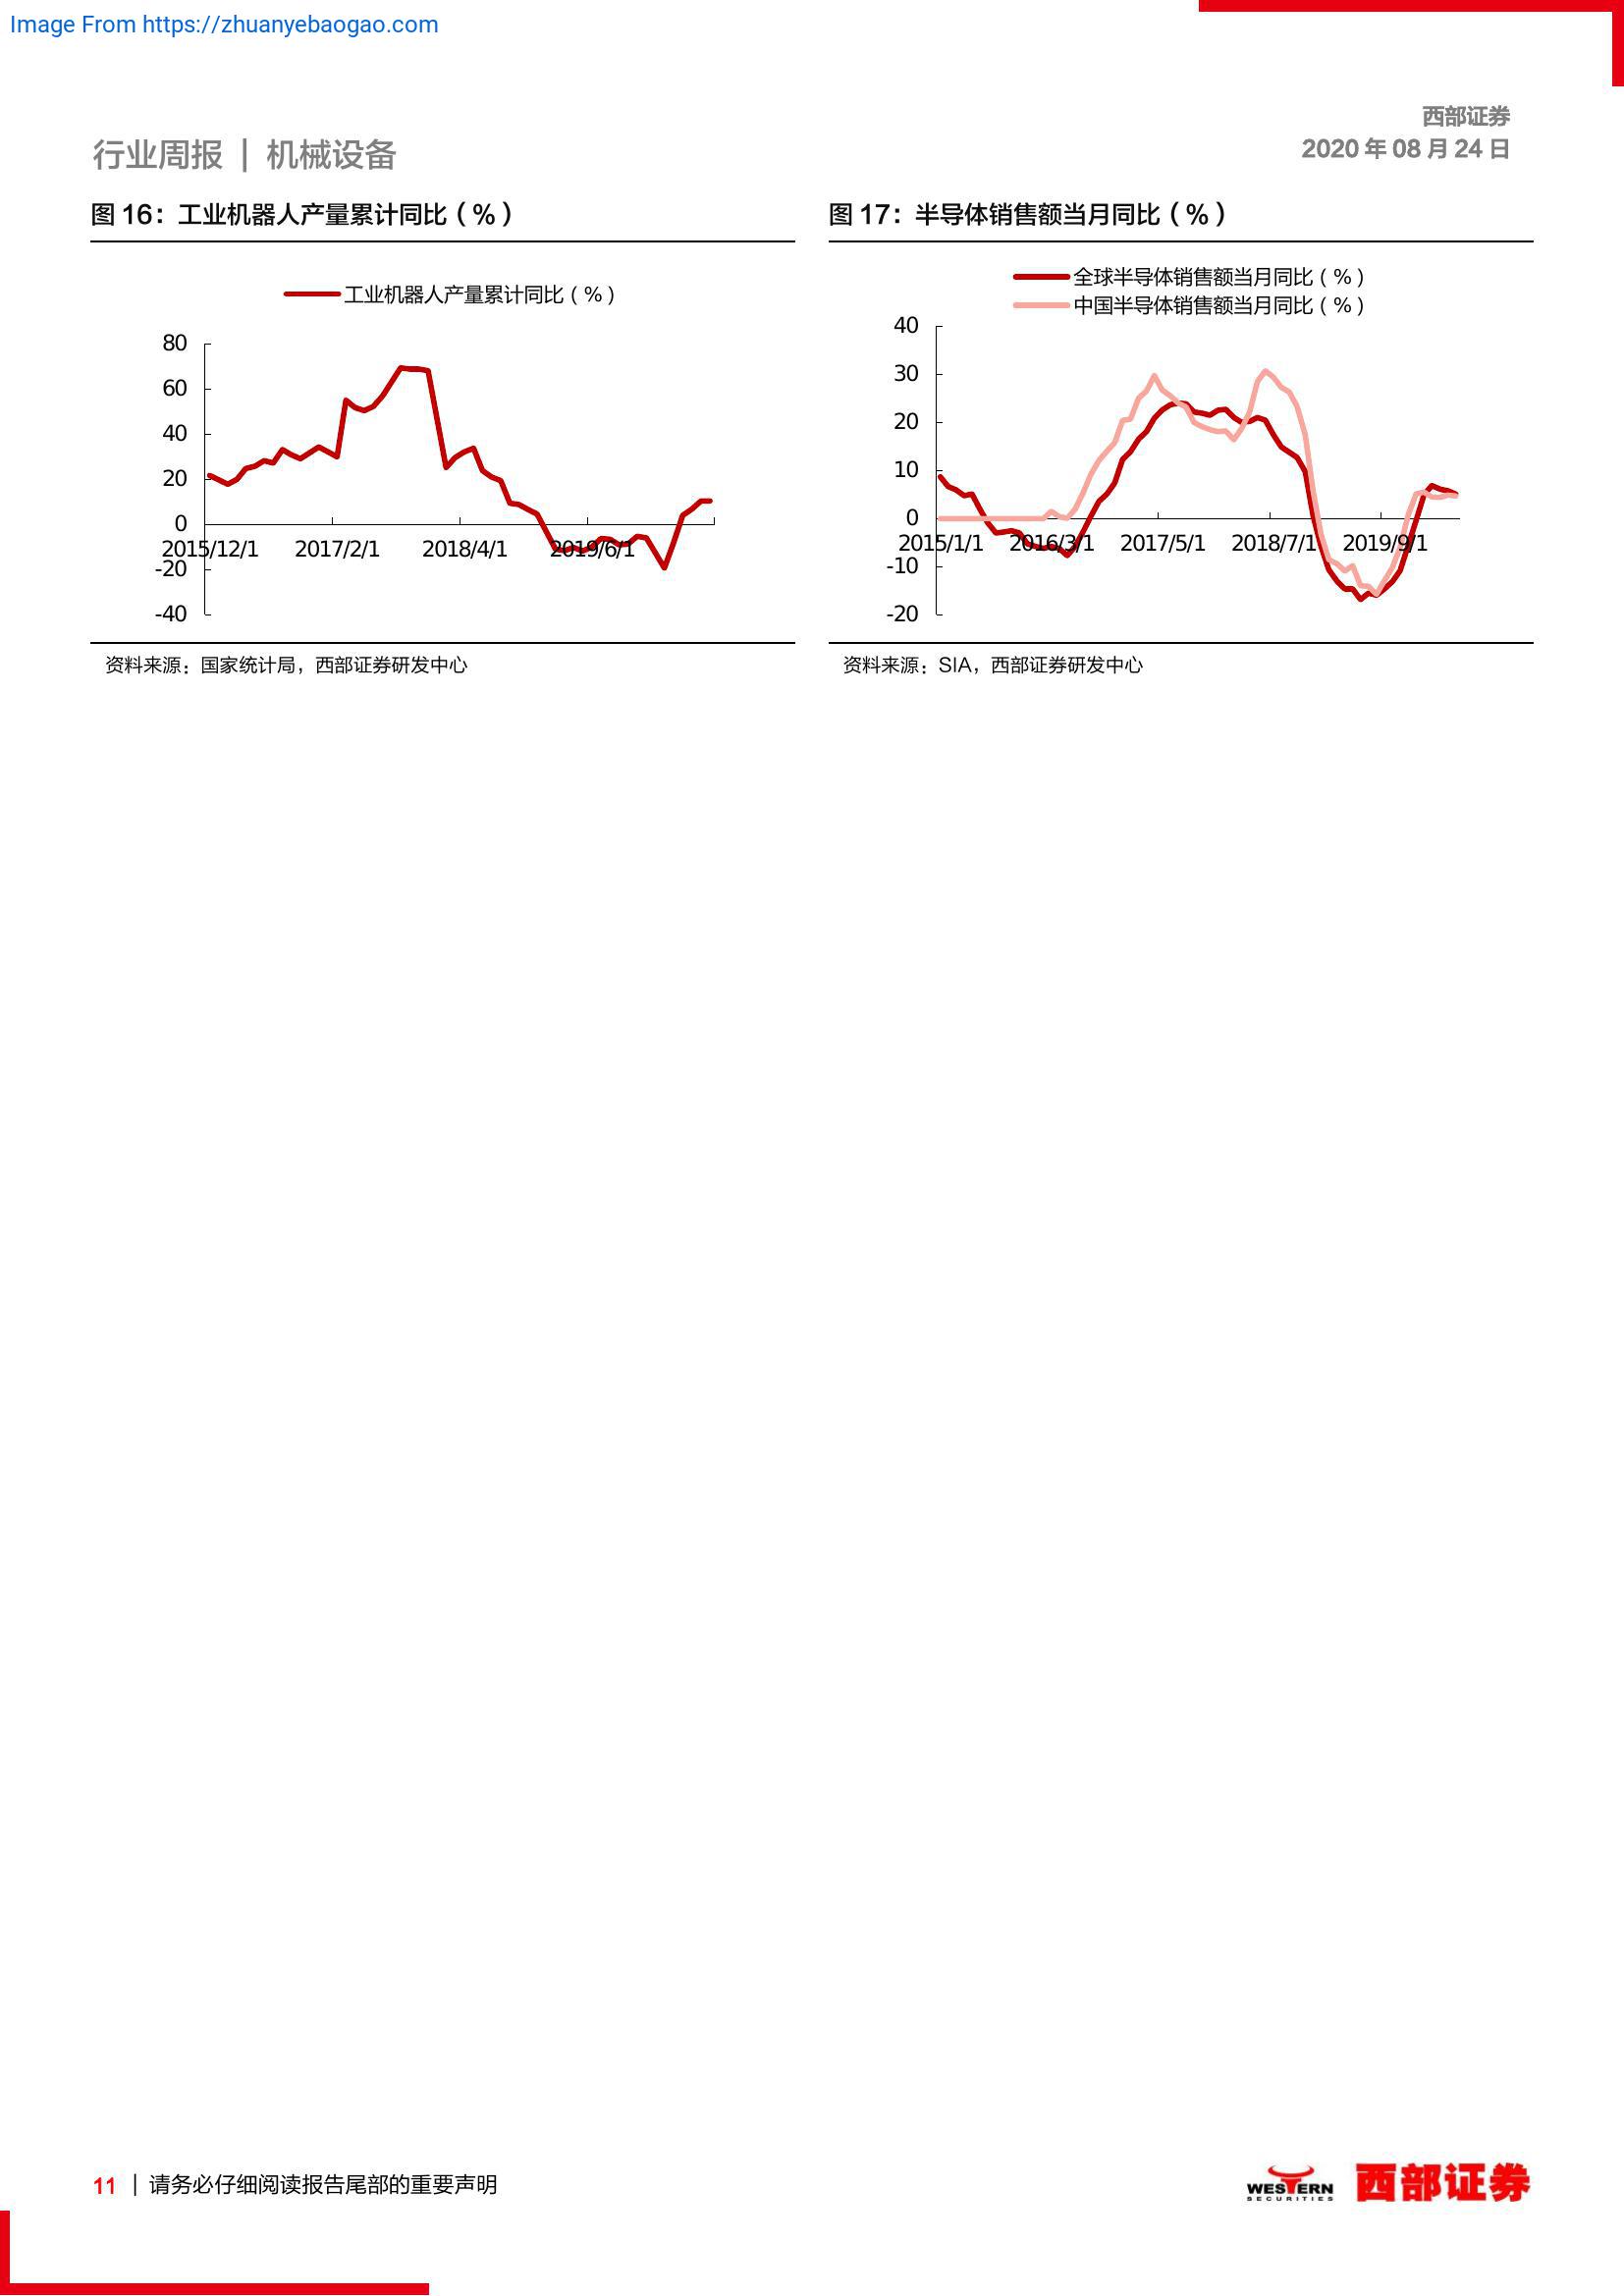 Image From https://zhuanyebaogao.com
西部证券
2020 年 08 月 24 日
行业周报 | 机械设备
图 16：工业机器人产量累计同比（%）
工业机器人产量累计同比（%）
80
60
40
20
0
-20
-40
2015/12/1 2017/2/1 2018/4/1 2019/6/1
资料来源：国家统计局，西部证券研发中心
图 17：半导体销售额当月同比（%）
全球半导体销售额当月同比（%）
中国半导体销售额当月同比（%）
40
30
20
10
0
-10
-20
2015/1/1 2016/3/1 2017/5/1 2018/7/1 2019/9/1
资料来源：SIA，西部证券研发中心
11 | 请务必仔细阅读报告尾部的重要声明
WESTERN
SECURITIES
西部证券